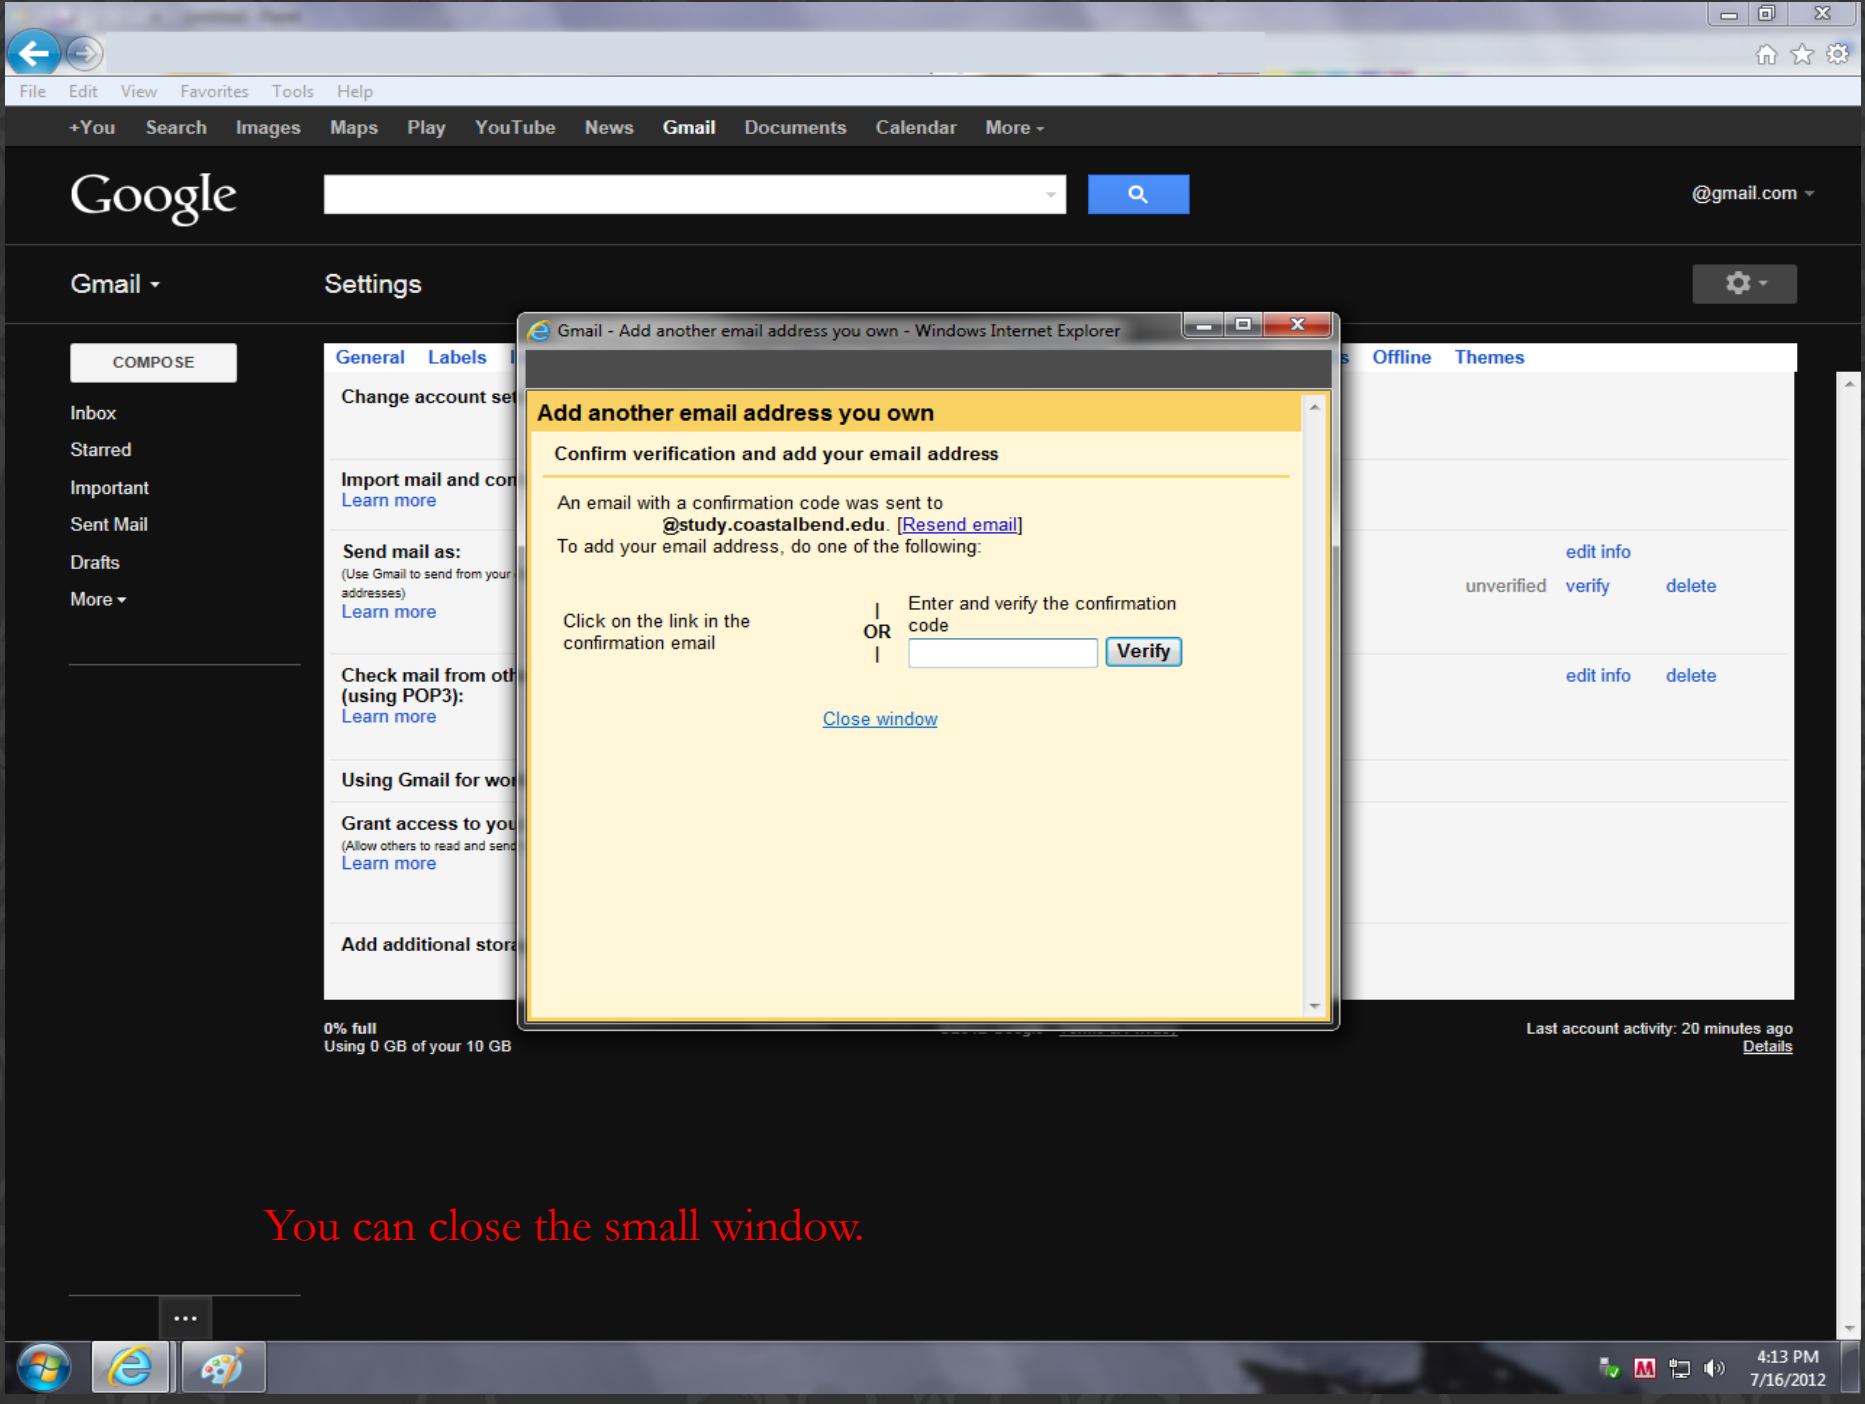 File Edit View Favorites Tools Help
+You Search Images Maps Play YouTube News Gmail Documents Calendar More
Google
@gmail.com
Gmail
Settings
Gmail - Add another email address you own - Windows Internet Explorer
COMPOSE
Inbox
Starred
Important
Sent Mail
Drafts
More
General Labels
Offline Themes
Change account
Import mail and
Learn more
Send mail as:
(Use Gmail to send from your
addresses)
Learn more
edit info
unverified verify delete
Check mail from
(using POP3):
Learn more
edit info delete
Using Gmail for
Grant access to
(Allow others to read and
Learn more
Add additional
Add another email address you own
Confirm verification and add your email address
An email with a confirmation code was sent to
@study.coastalbend.edu. [Resend email]
To add your email address, do one of the following:
Click on the link in the
confirmation email
|
OR
|
Enter and verify the confirmation
code
Verify
Close window
0% full
Using 0 GB of your 10 GB
Last account activity: 20 minutes ago
Details
You can close the small window.
...
4:13 PM
7/16/2012